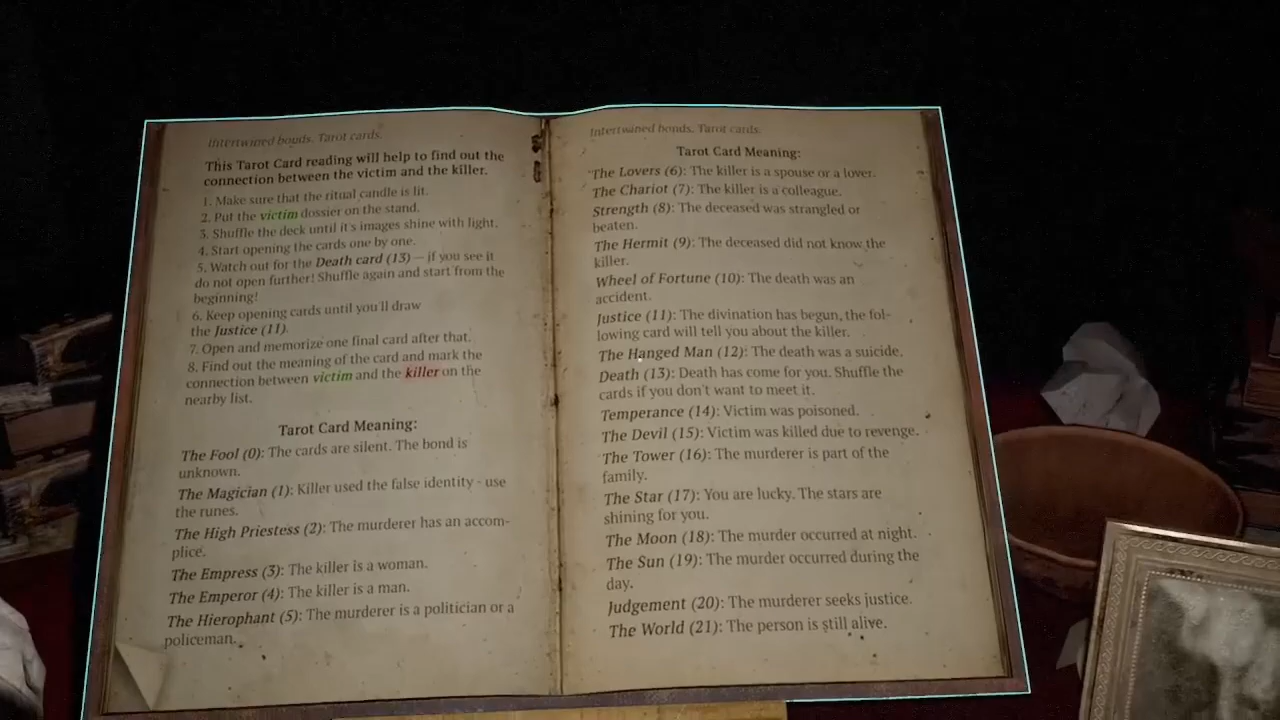 Intertwined bonds. Tarot cards.
This Tarot Card reading will help to find out the
connection between the victim and the killer.
1. Make sure that the ritual candle is lit.
2. Put the victim dossier on the stand.
3. Shuffle the deck until it's images shine with light.
4. Start opening the cards one by one.
5. Watch out for the Death card (13) — if you see it
do not open further! Shuffle again and start from the
beginning!
6. Keep opening cards until you'll draw
the Justice (11).
7. Open and memorize one final card after that.
8. Find out the meaning of the card and mark the
connection between victim and the killer on the
nearby list.
Tarot Card Meaning:
The Fool (0): The cards are silent. The bond is
unknown.
The Magician (1): Killer used the false identity - use
the runes.
The High Priestess (2): The murderer has an accom-
plice.
The Empress (3): The killer is a woman.
The Emperor (4): The killer is a man.
The Hierophant (5): The murderer is a politician or a
policeman.
Intertwined bonds. Tarot cards.
Tarot Card Meaning:
The Lovers (6): The killer is a spouse or a lover.
The Chariot (7): The killer is a colleague.
Strength (8): The deceased was strangled or
beaten.
The Hermit (9): The deceased did not know the
killer.
Wheel of Fortune (10): The death was an
accident.
Justice (11): The divination has begun, the fol-
lowing card will tell you about the killer.
The Hanged Man (12): The death was a suicide.
Death (13): Death has come for you. Shuffle the
cards if you don't want to meet it.
Temperance (14): Victim was poisoned.
The Devil (15): Victim was killed due to revenge.
The Tower (16): The murderer is part of the
family.
The Star (17): You are lucky. The stars are
shining for you.
The Moon (18): The murder occurred at night.
The Sun (19): The murder occurred during the
day.
Judgement (20): The murderer seeks justice.
The World (21): The person is still alive.